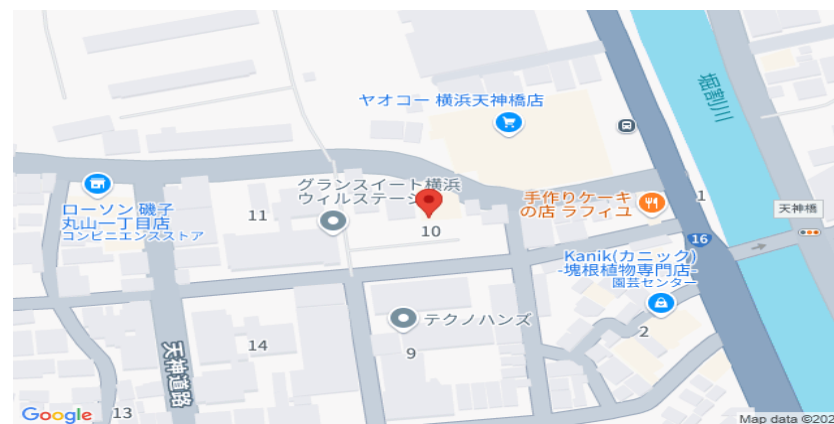 ヤオコー 横浜天神橋店
堀割川
グランスイート横浜
ウィルステージ
ローソン 磯子
丸山一丁目店
コンビニエンスストア
11
10
手作りケーキ
の店 ラフィユ
1
天神橋
16
Kanik(カニック)
-塊根植物専門店-
園芸センター
テクノハンズ
2
14
9
天神道路
13
Google
Map data ©202